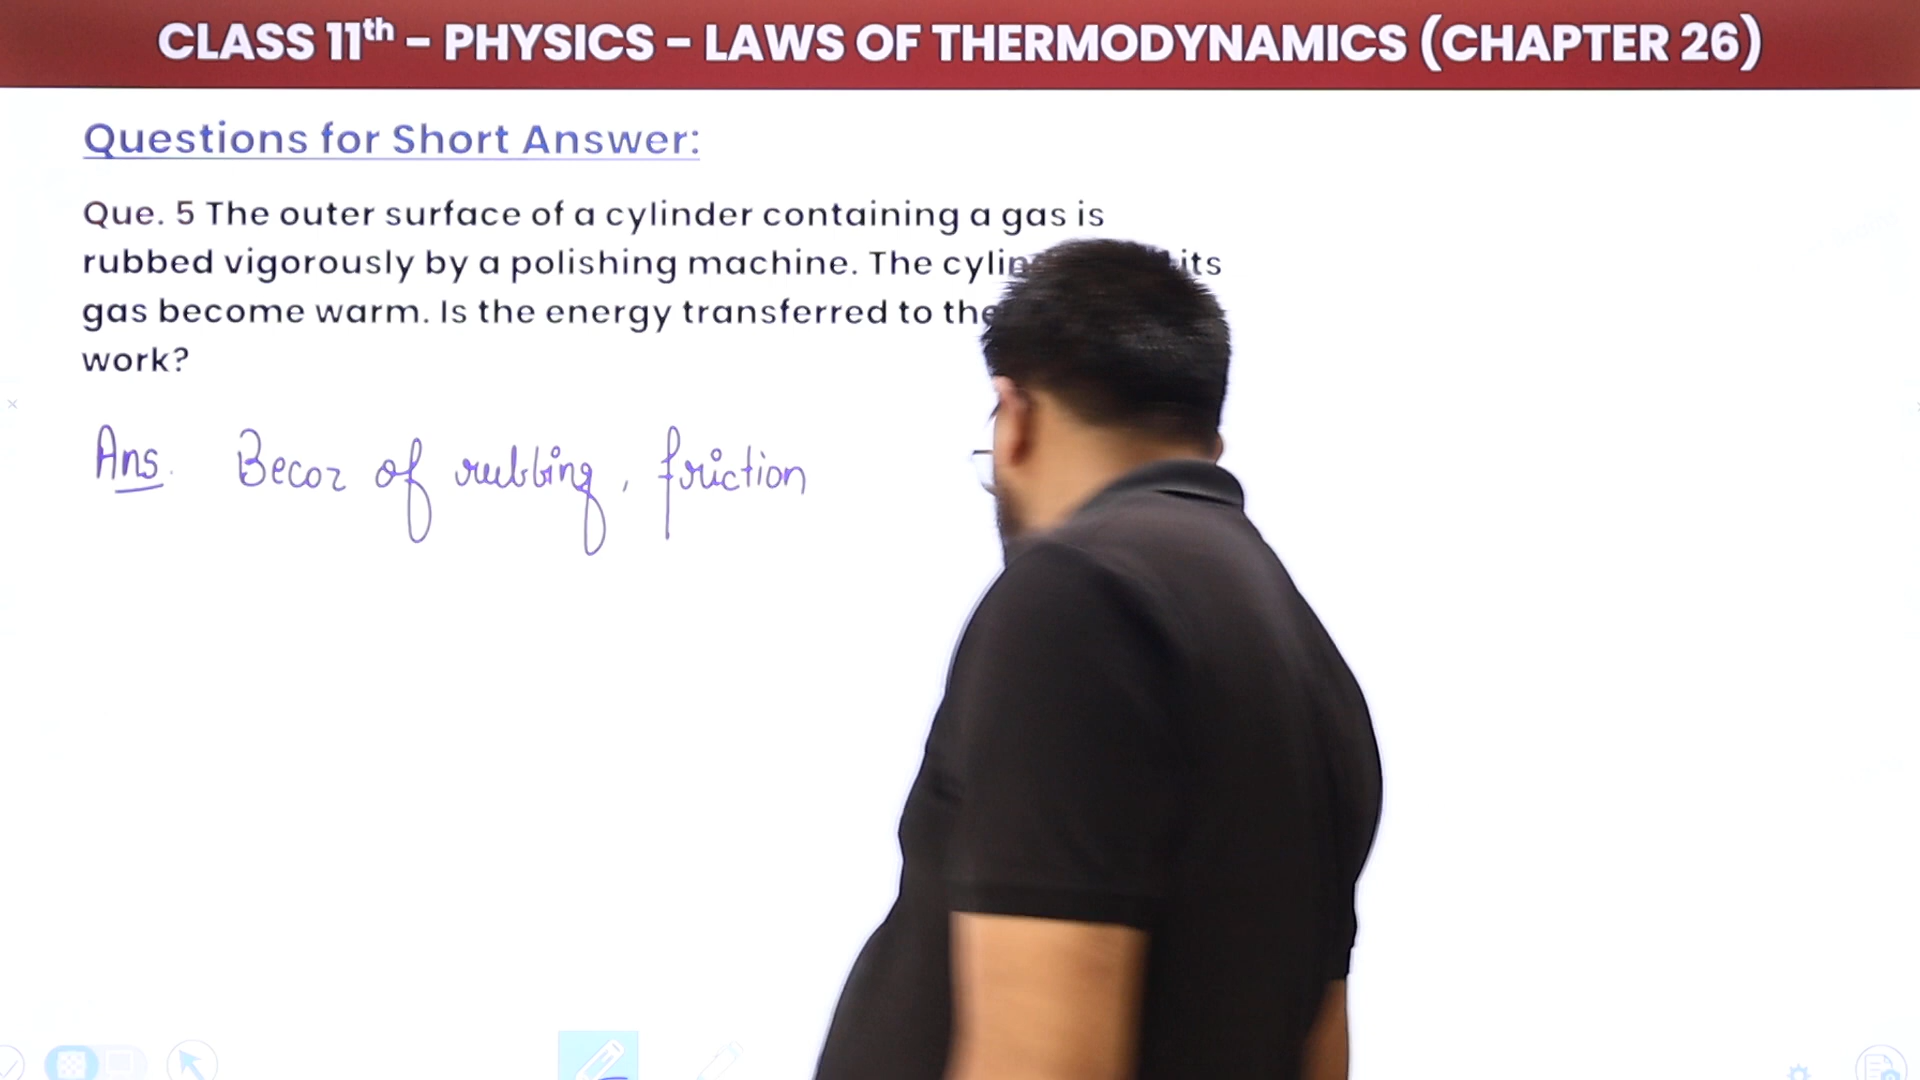 CLASS 11th - PHYSICS - LAWS OF THERMODYNAMICS (CHAPTER 26)
Questions for Short Answer:
Que. 5 The outer surface of a cylinder containing a gas is
rubbed vigorously by a polishing machine. The its
gas become warm. Is the energy transferred to the
work?
Ans. Becoz of rubbing, friction